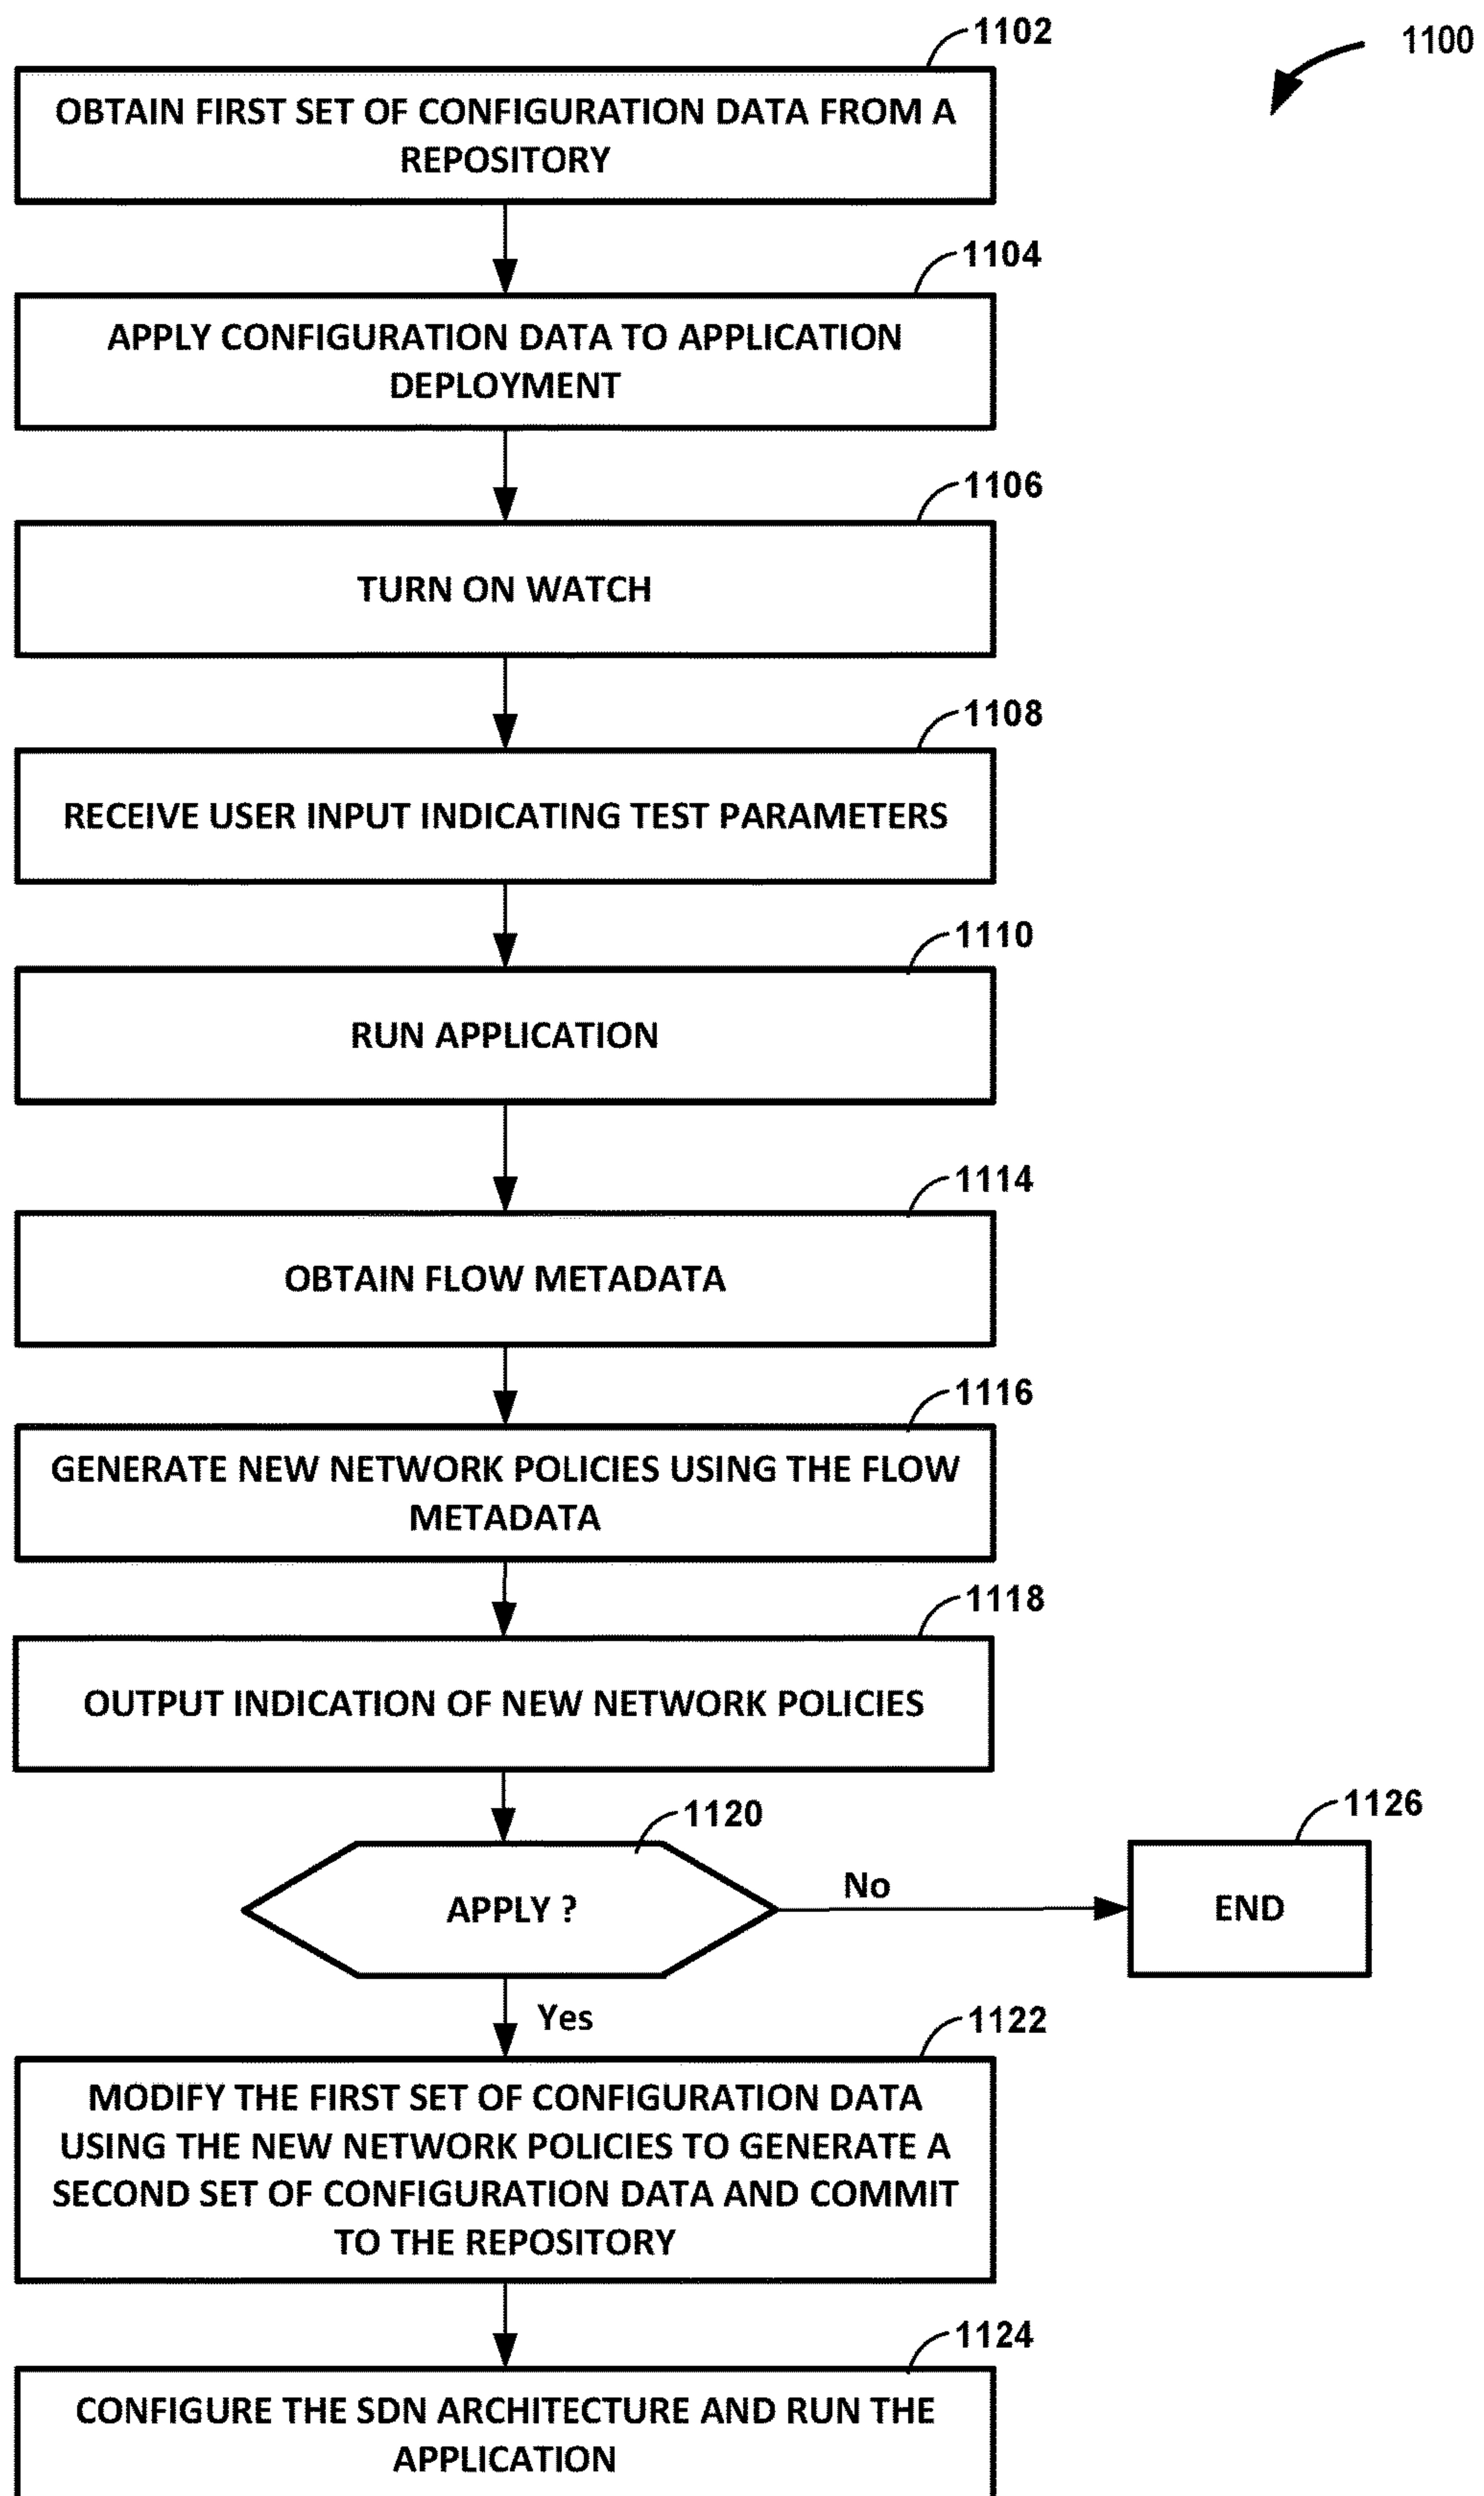 1102
1100
OBTAIN FIRST SET OF CONFIGURATION DATA FROM A
REPOSITORY
1104
APPLY CONFIGURATION DATA TO APPLICATION
DEPLOYMENT
1106
TURN ON WATCH
1108
RECEIVE USER INPUT INDICATING TEST PARAMETERS
1110
RUN APPLICATION
1114
OBTAIN FLOW METADATA
1116
GENERATE NEW NETWORK POLICIES USING THE FLOW
METADATA
1118
OUTPUT INDICATION OF NEW NETWORK POLICIES
1120
1126
APPLY ?
No
END
Yes
1122
MODIFY THE FIRST SET OF CONFIGURATION DATA
USING THE NEW NETWORK POLICIES TO GENERATE A
SECOND SET OF CONFIGURATION DATA AND COMMIT
TO THE REPOSITORY
1124
CONFIGURE THE SDN ARCHITECTURE AND RUN THE
APPLICATION